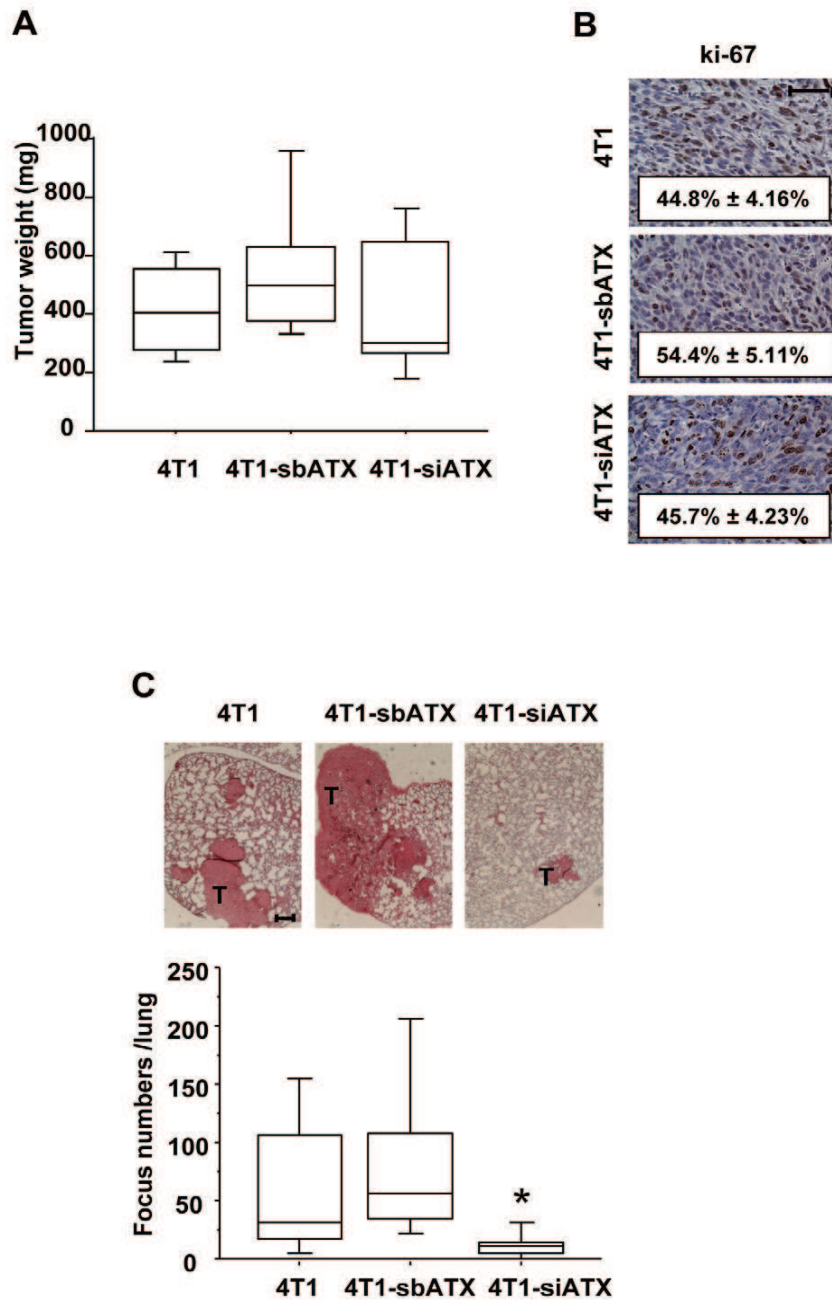 A
Tumor weight (mg)
1000
800
600
400
200
0
4T1 4T1-sbATX 4T1-siATX
B
ki-67
4T1
44.8% ± 4.16%
4T1-sbATX
54.4% ± 5.11%
4T1-siATX
45.7% ± 4.23%
C
4T1 4T1-sbATX 4T1-siATX
T
T
T
Focus numbers /lung
250
200
150
100
50
0
*
4T1 4T1-sbATX 4T1-siATX